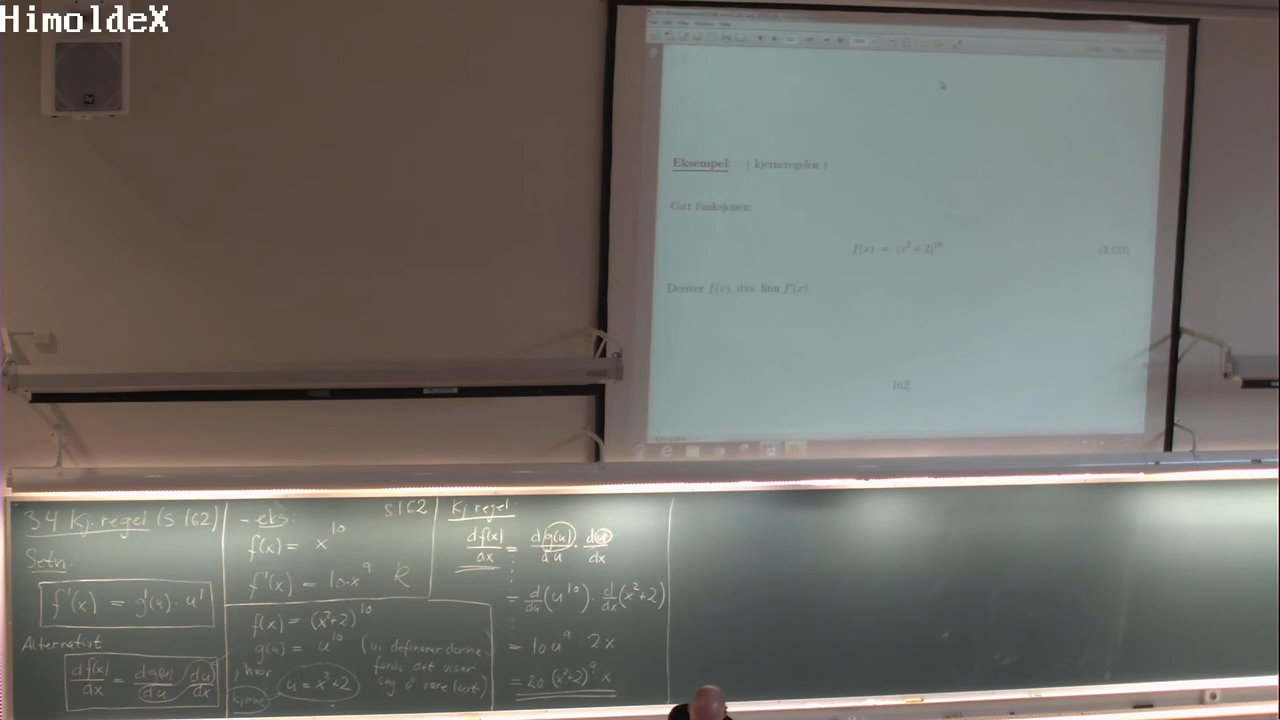 HimoldeX
Eksempel: ( kjerneregelen )
Gitt funksjonen:
f(x) = (x² + 2)¹⁰
Deriver f(x), dvs. finn f'(x).
162
3.4 Kj. regel (s 162)
Setn
f'(x) = g'(u) · u'
Alternativt
df(x)/dx = dg(u)/du · du/dx
- eks: s 162
f(x) = x¹⁰
f'(x) = 10·x⁹
f(x) = (x²+2)¹⁰
g(u) = u¹⁰ (vi definerer denne
fordi det viser
seg å være lurt)
, hvor
kjerne u = x²+2
Kj regel
df(x)/dx = dg(u)/du · du/dx
= d/du (u¹⁰) · d/dx (x²+2)
= 10 u⁹ · 2x
= 20 (x²+2)⁹ x